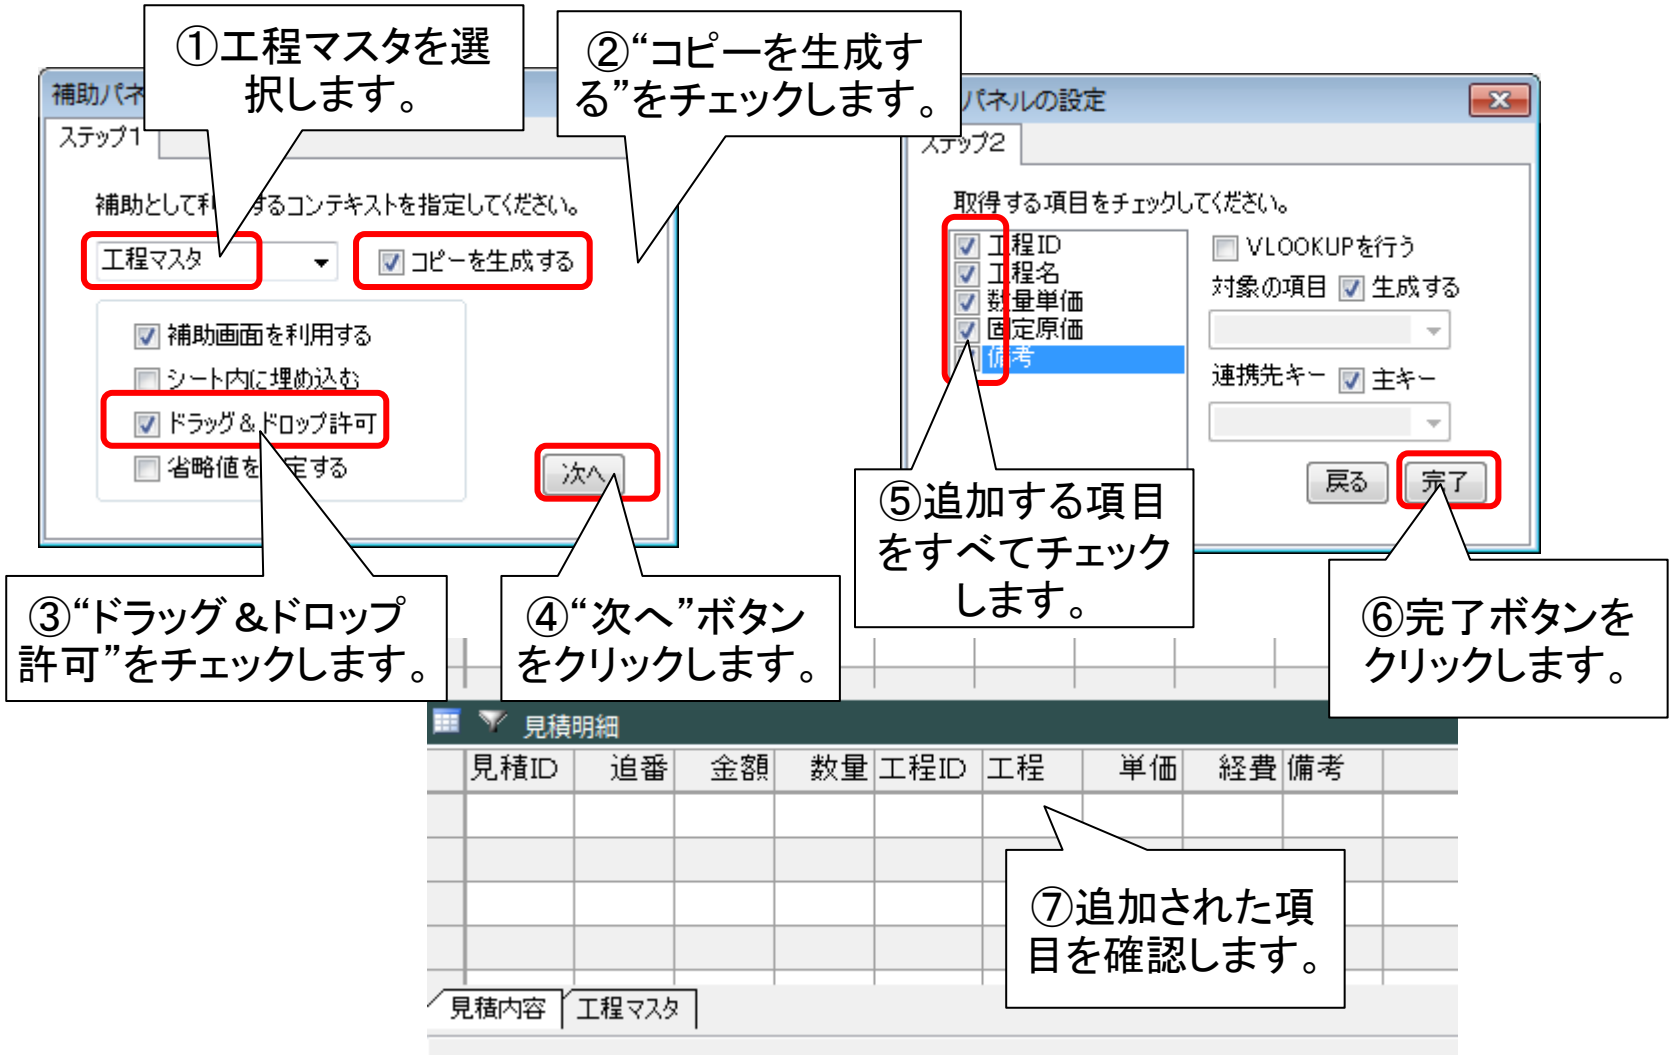 ①工程マスタを選
択します。
②“コピーを生成す
る”をチェックします。
補助パネ
ステップ1
補助として利 するコンテキストを指定してください。
工程マスタ
コピーを生成する
補助画面を利用する
シート内に埋め込む
ドラッグ&ドロップ許可
省略値を 定する
次へ
パネルの設定
ステップ2
取得する項目をチェックしてください。
工程ID
工程名
数量単価
固定原価
備考
VLOOKUPを行う
対象の項目 生成する
連携先キー 主キー
戻る
完了
③“ドラッグ&ドロップ
許可”をチェックします。
④“次へ”ボタン
をクリックします。
⑤追加する項目
をすべてチェック
します。
⑥完了ボタンを
クリックします。
見積明細
見積ID 追番 金額 数量 工程ID 工程 単価 経費 備考
⑦追加された項
目を確認します。
見積内容 工程マスタ